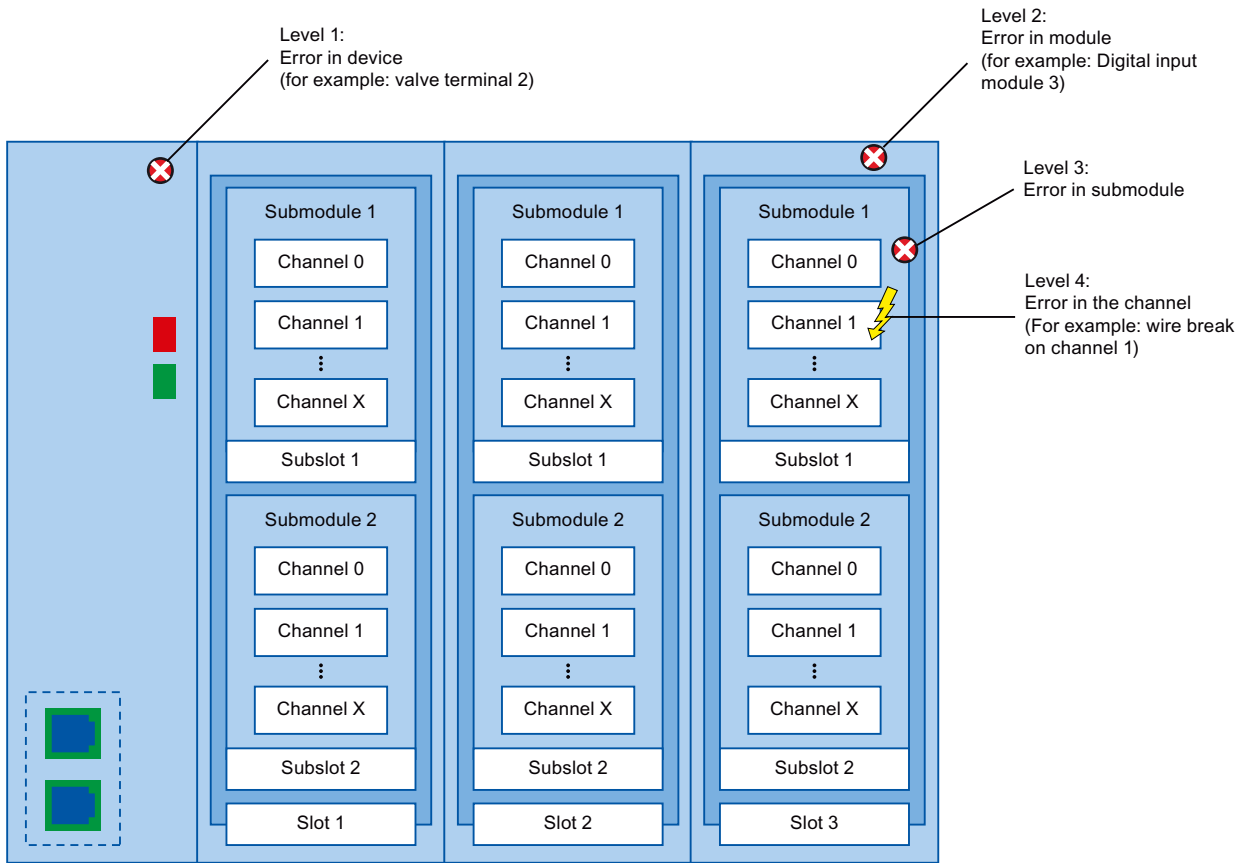 Level 1:
Error in device
(for example: valve terminal 2)
Level 2:
Error in module
(for example: Digital input
module 3)
Level 3:
Error in submodule
Level 4:
Error in the channel
(For example: wire break
on channel 1)
Submodule 1
Channel 0
Channel 1
Channel X
Subslot 1
Submodule 2
Channel 0
Channel 1
Channel X
Subslot 2
Slot 1
Submodule 1
Channel 0
Channel 1
Channel X
Subslot 1
Submodule 2
Channel 0
Channel 1
Channel X
Subslot 2
Slot 2
Submodule 1
Channel 0
Channel 1
Channel X
Subslot 1
Submodule 2
Channel 0
Channel 1
Channel X
Subslot 2
Slot 3